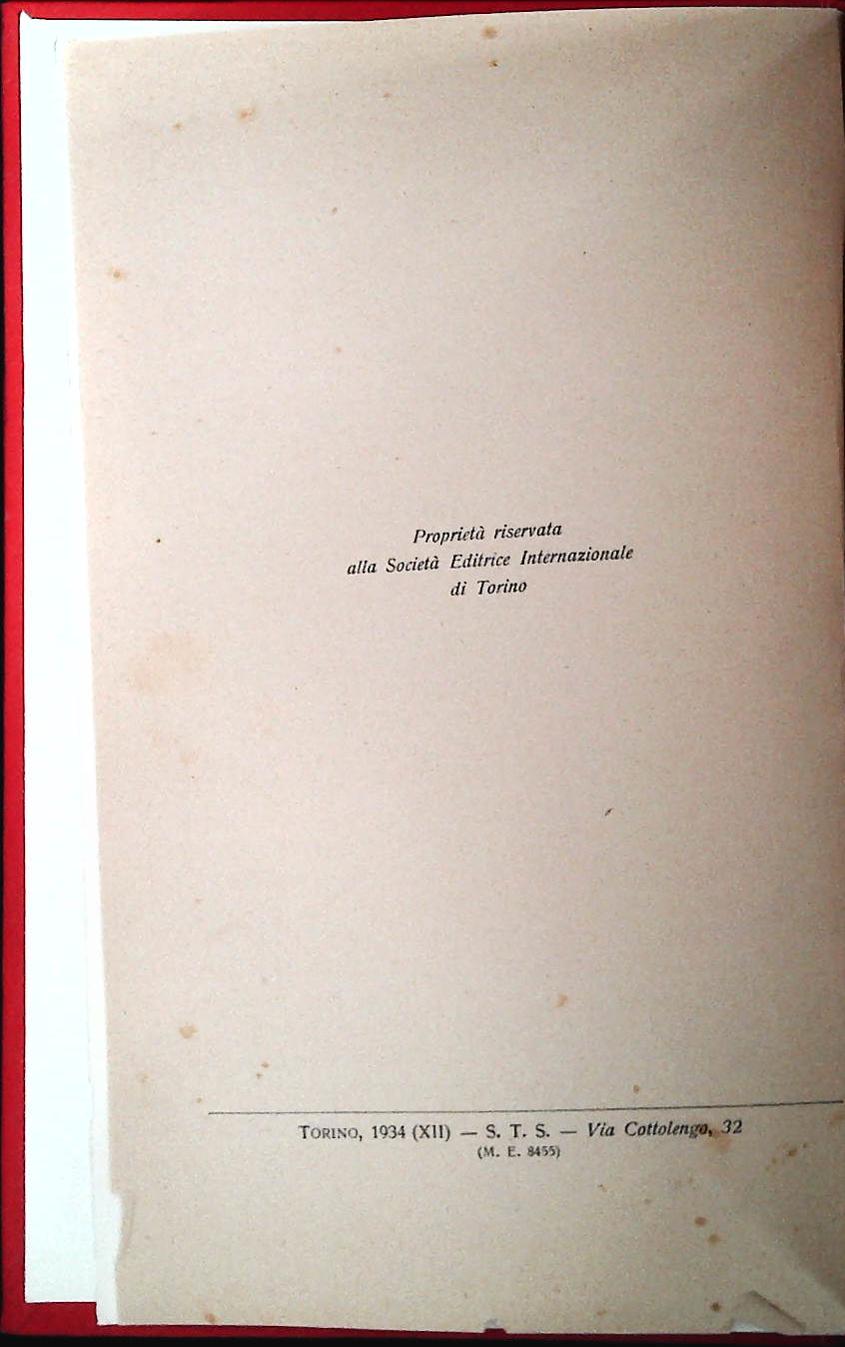 Proprietà riservata
alla Società Editrice Internazionale
di Torino
TORINO, 1934 (XII) — S. T. S. — Via Cottolengo, 32
(M. E. 8455)